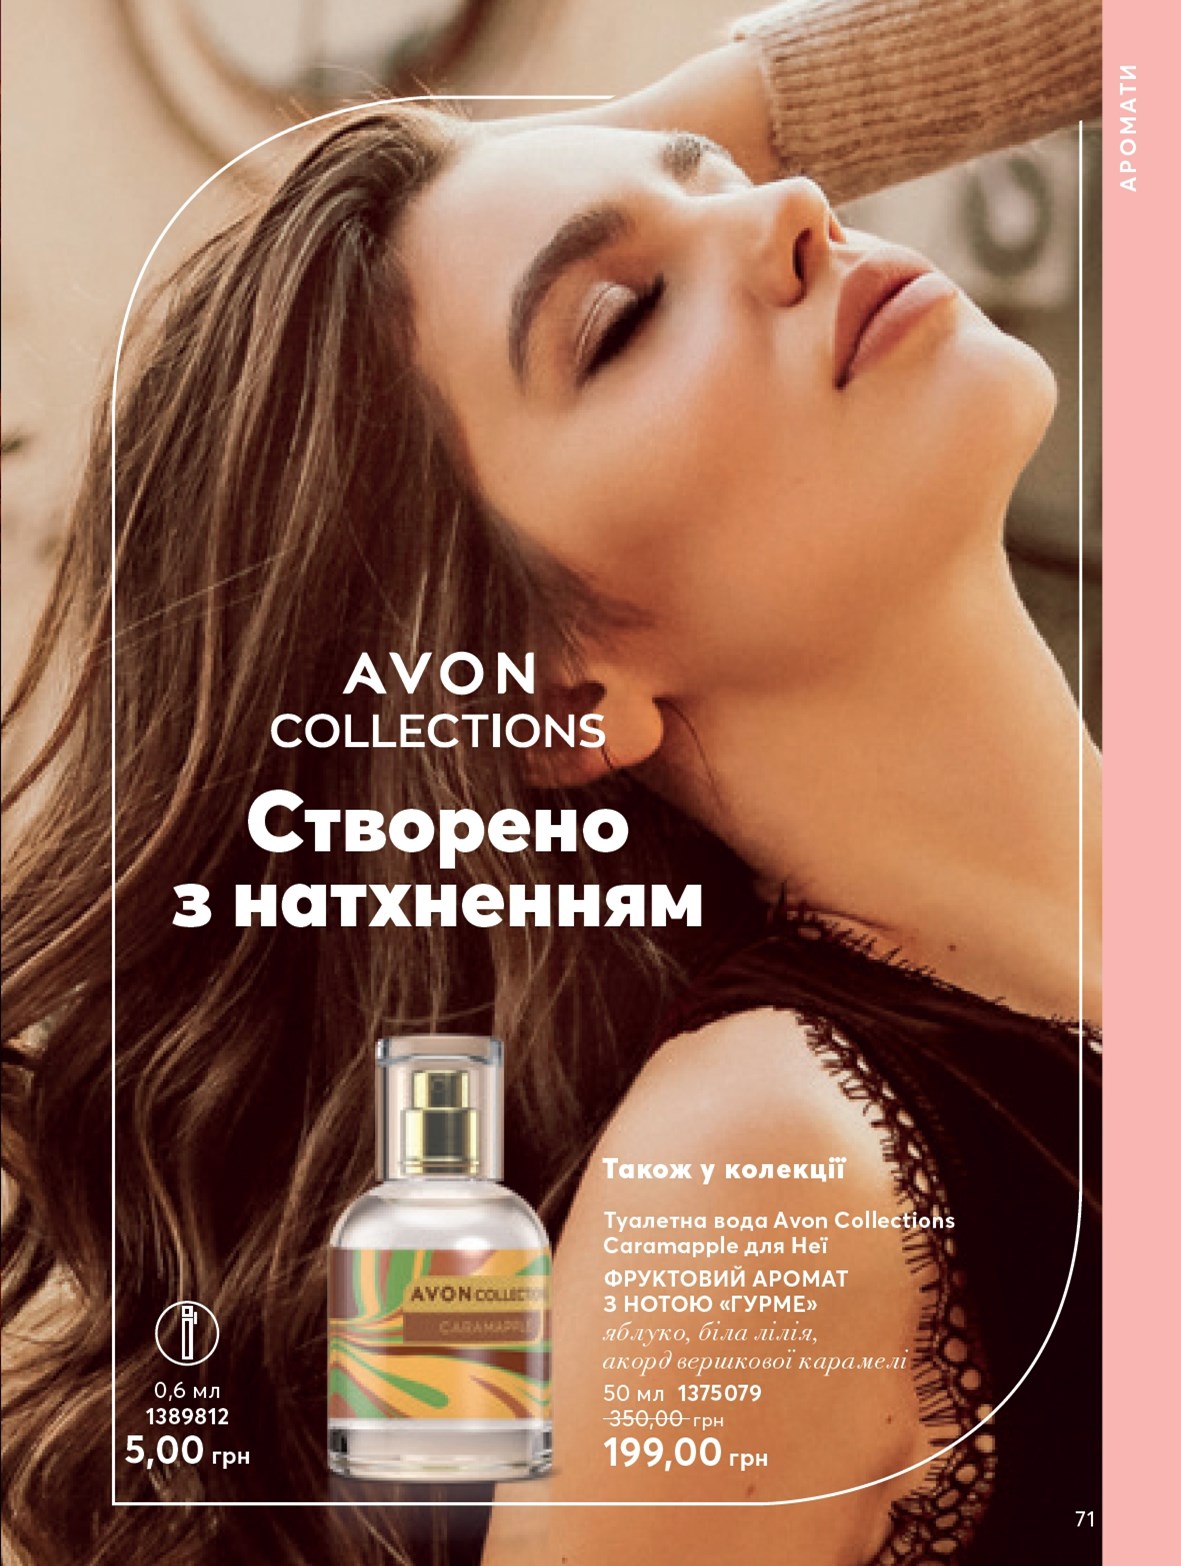 АРОМАТИ
AVON
COLLECTIONS
Створено
з натхненням
Також у колекції
Туалетна вода Avon Collections
Caramapple для Неї
ФРУКТОВИЙ АРОМАТ
З НОТОЮ «ГУРМЕ»
яблуко, біла лілія,
акорд вершкової карамелі
50 мл 1375079
350,00 грн
199,00 грн
AVON COLLECTION
CARAMAPPLE
0,6 мл
1389812
5,00 грн
71